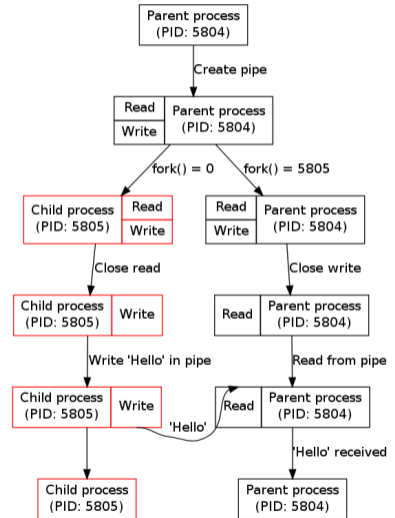 Parent process
(PID: 5804)
Create pipe
Read
Write
Parent process
(PID: 5804)
fork() = 0
fork() = 5805
Child process
(PID: 5805)
Read
Write
Read
Write
Parent process
(PID: 5804)
Close read
Close write
Child process
(PID: 5805)
Write
Read
Parent process
(PID: 5804)
Write 'Hello' in pipe
Read from pipe
Child process
(PID: 5805)
Write
'Hello'
Read
Parent process
(PID: 5804)
'Hello' received
Child process
(PID: 5805)
Parent process
(PID: 5804)